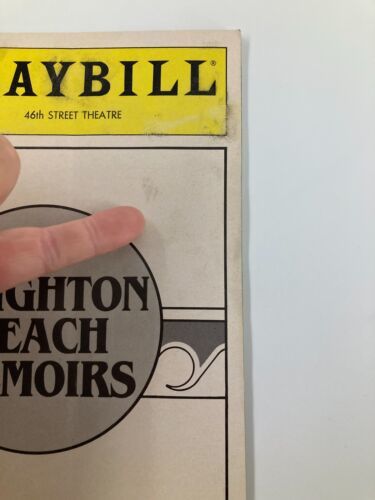 AYBILL®
46th STREET THEATRE
IGHTON
EACH
MOIRS